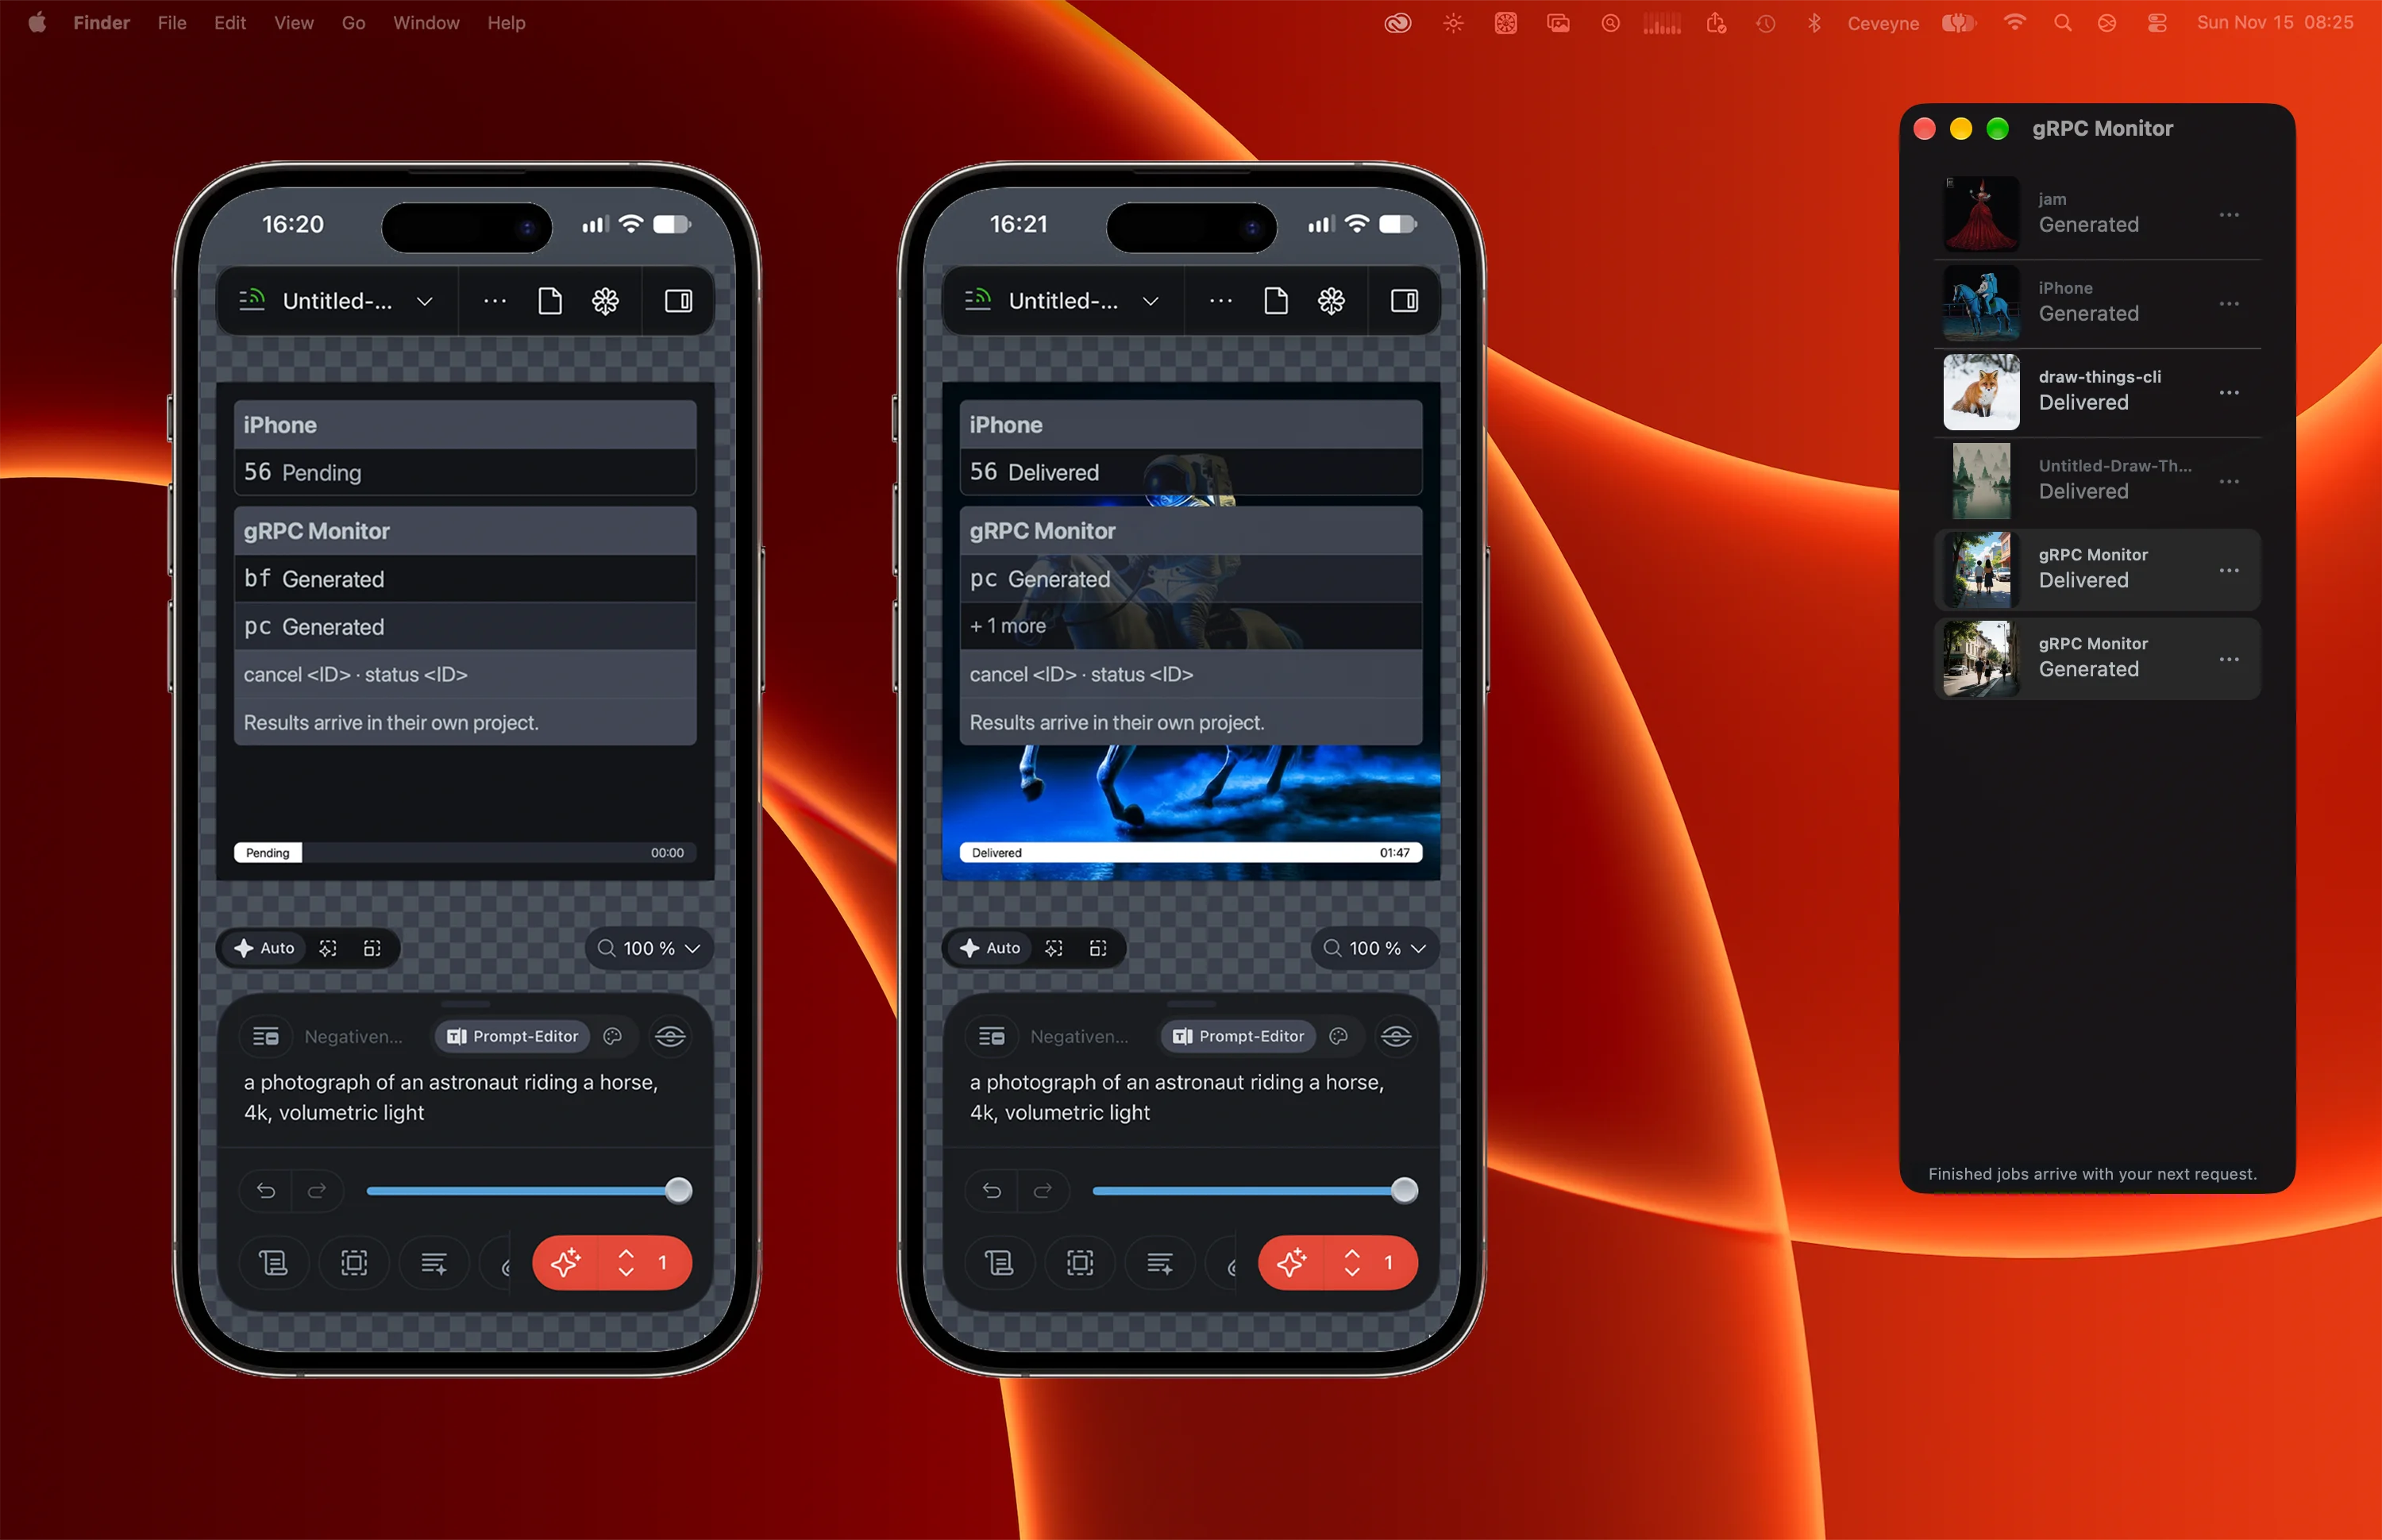 Finder File Edit View Go Window Help
Ceveyne Sun Nov 15 08:25
16:20
Untitled-...
iPhone
56 Pending
gRPC Monitor
bf Generated
pc Generated
cancel <ID> · status <ID>
Results arrive in their own project.
Pending 00:00
Auto 100 %
Negativen... Prompt-Editor
a photograph of an astronaut riding a horse,
4k, volumetric light
1
16:21
Untitled-...
iPhone
56 Delivered
gRPC Monitor
pc Generated
+ 1 more
cancel <ID> · status <ID>
Results arrive in their own project.
Delivered 01:47
Auto 100 %
Negativen... Prompt-Editor
a photograph of an astronaut riding a horse,
4k, volumetric light
1
gRPC Monitor
jam
Generated
iPhone
Generated
draw-things-cli
Delivered
Untitled-Draw-Th...
Delivered
gRPC Monitor
Delivered
gRPC Monitor
Generated
Finished jobs arrive with your next request.